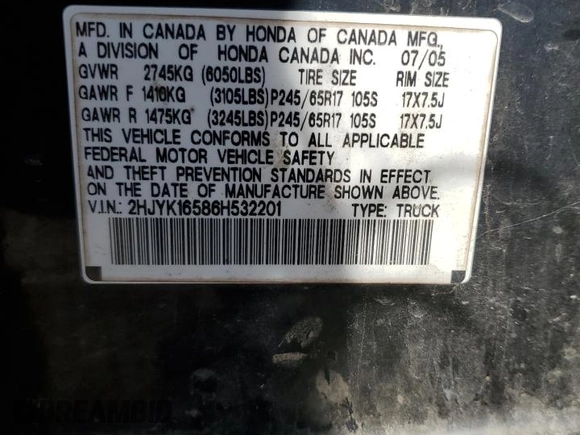 MFD. IN CANADA BY HONDA OF CANADA MFG.,
A DIVISION OF HONDA CANADA INC. 07/05
GVWR 2745KG (6050LBS) TIRE SIZE RIM SIZE
GAWR F 1410KG (3105LBS)P245/65R17 105S 17X7.5J
GAWR R 1475KG (3245LBS)P245/65R17 105S 17X7.5J
THIS VEHICLE CONFORMS TO ALL APPLICABLE
FEDERAL MOTOR VEHICLE SAFETY
AND THEFT PREVENTION STANDARDS IN EFFECT
ON THE DATE OF MANUFACTURE SHOWN ABOVE.
V.I.N.: 2HJYK16586H532201 TYPE: TRUCK